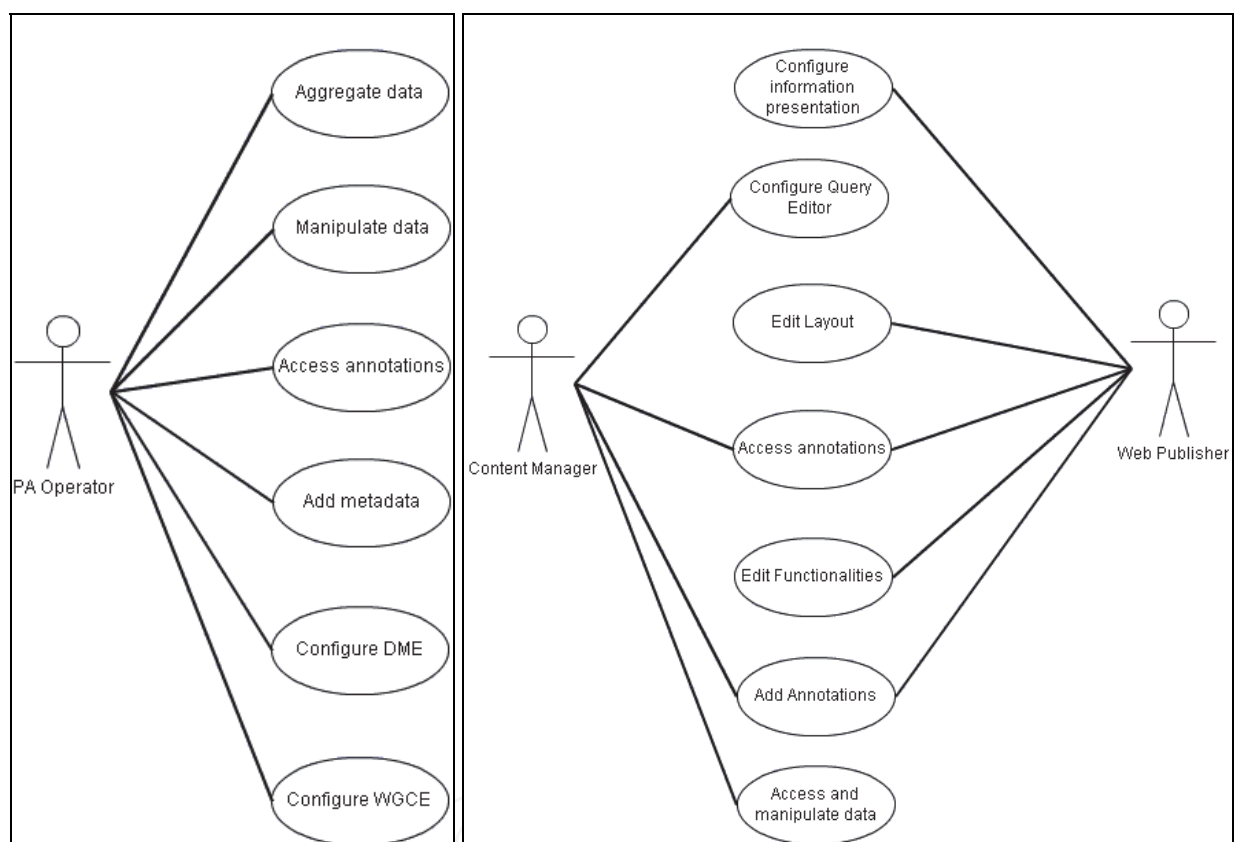 Aggregate data
Manipulate data
Access annotations
Add metadata
Configure DME
Configure WGCE
PA Operator
Configure
information
presentation
Configure Query
Editor
Edit Layout
Access annotations
Edit Functionalities
Add Annotations
Access and
manipulate data
Content Manager
Web Publisher